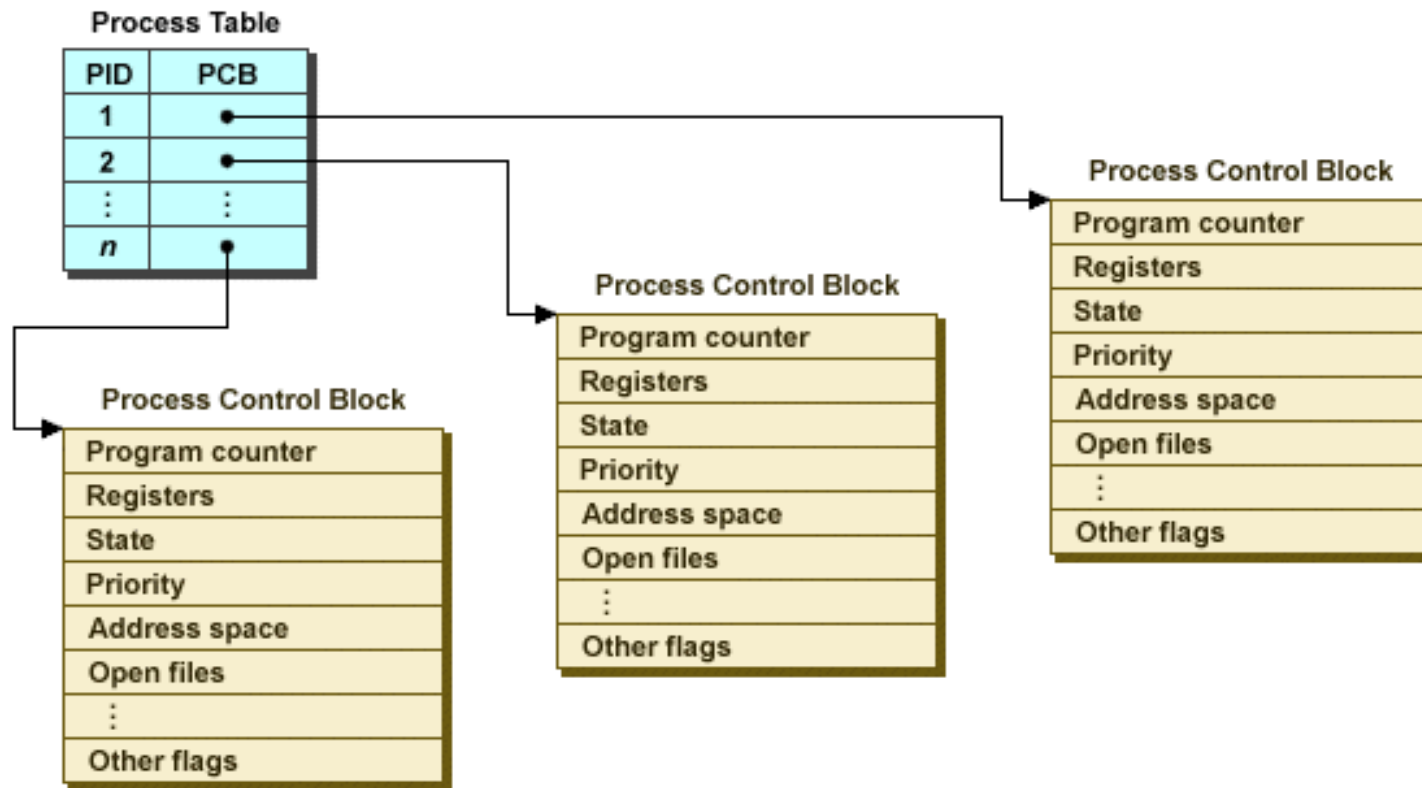 Process Table
PID PCB
1
2
⋮ ⋮
n
Process Control Block
Program counter
Registers
State
Priority
Address space
Open files
⋮
Other flags
Process Control Block
Program counter
Registers
State
Priority
Address space
Open files
⋮
Other flags
Process Control Block
Program counter
Registers
State
Priority
Address space
Open files
⋮
Other flags